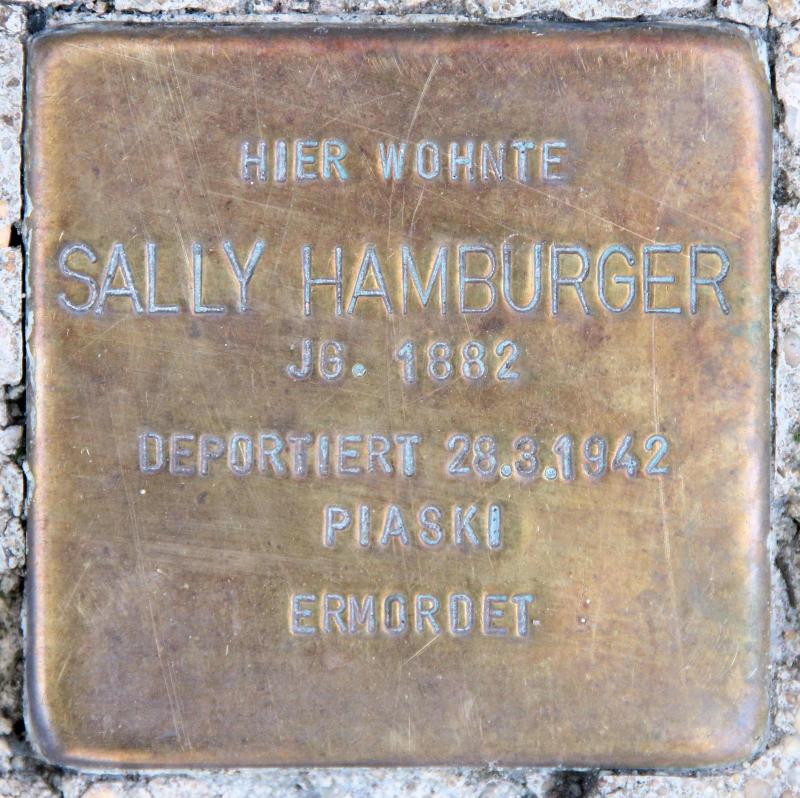 HIER WOHNTE
SALLY HAMBURGER
JG. 1882
DEPORTIERT 28.3.1942
PIASKI
ERMORDET